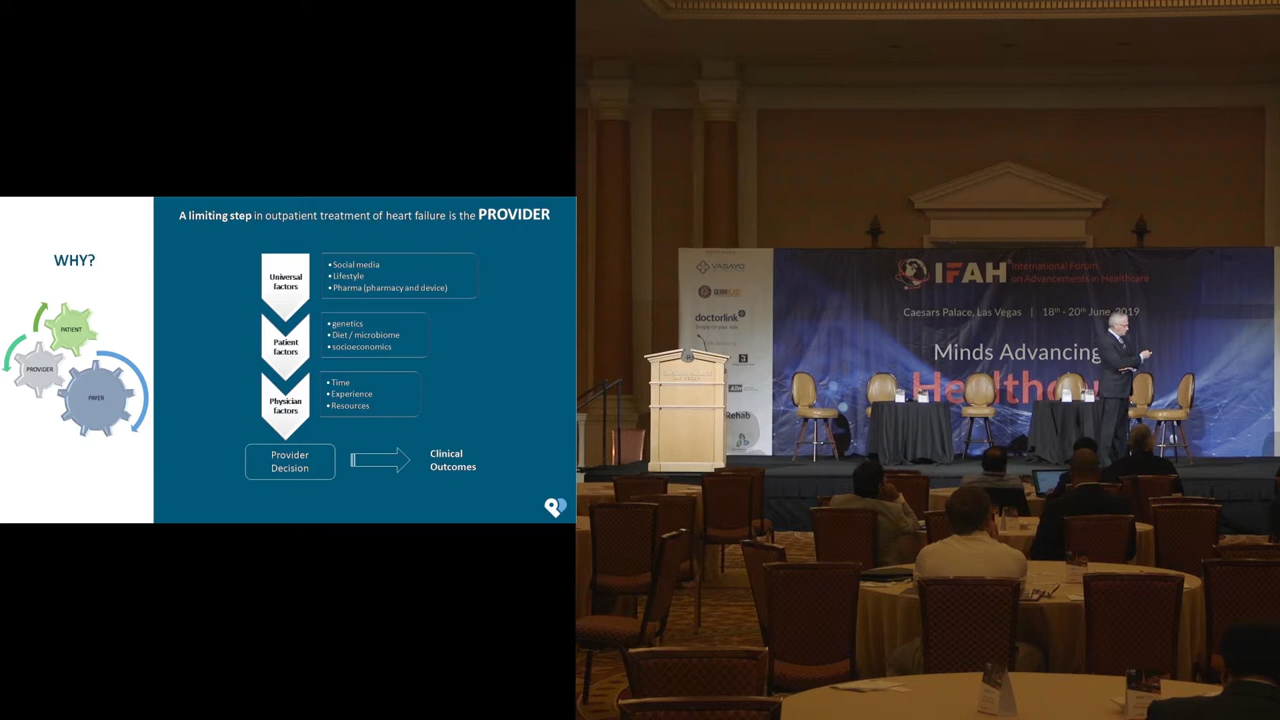 A limiting step in outpatient treatment of heart failure is the PROVIDER
WHY?
PATIENT
PROVIDER
PAYER
Universal
factors
• Social media
• Lifestyle
• Pharma (pharmacy and device)
Patient
factors
• genetics
• Diet / microbiome
• socioeconomics
Physician
factors
• Time
• Experience
• Resources
Provider
Decision
Clinical
Outcomes
VASAYO
doctorlink
Rehab
IFAH
International Forum
on Advancements in Healthcare
Caesars Palace, Las Vegas | 18th - 20th June, 2019
Minds Advancing